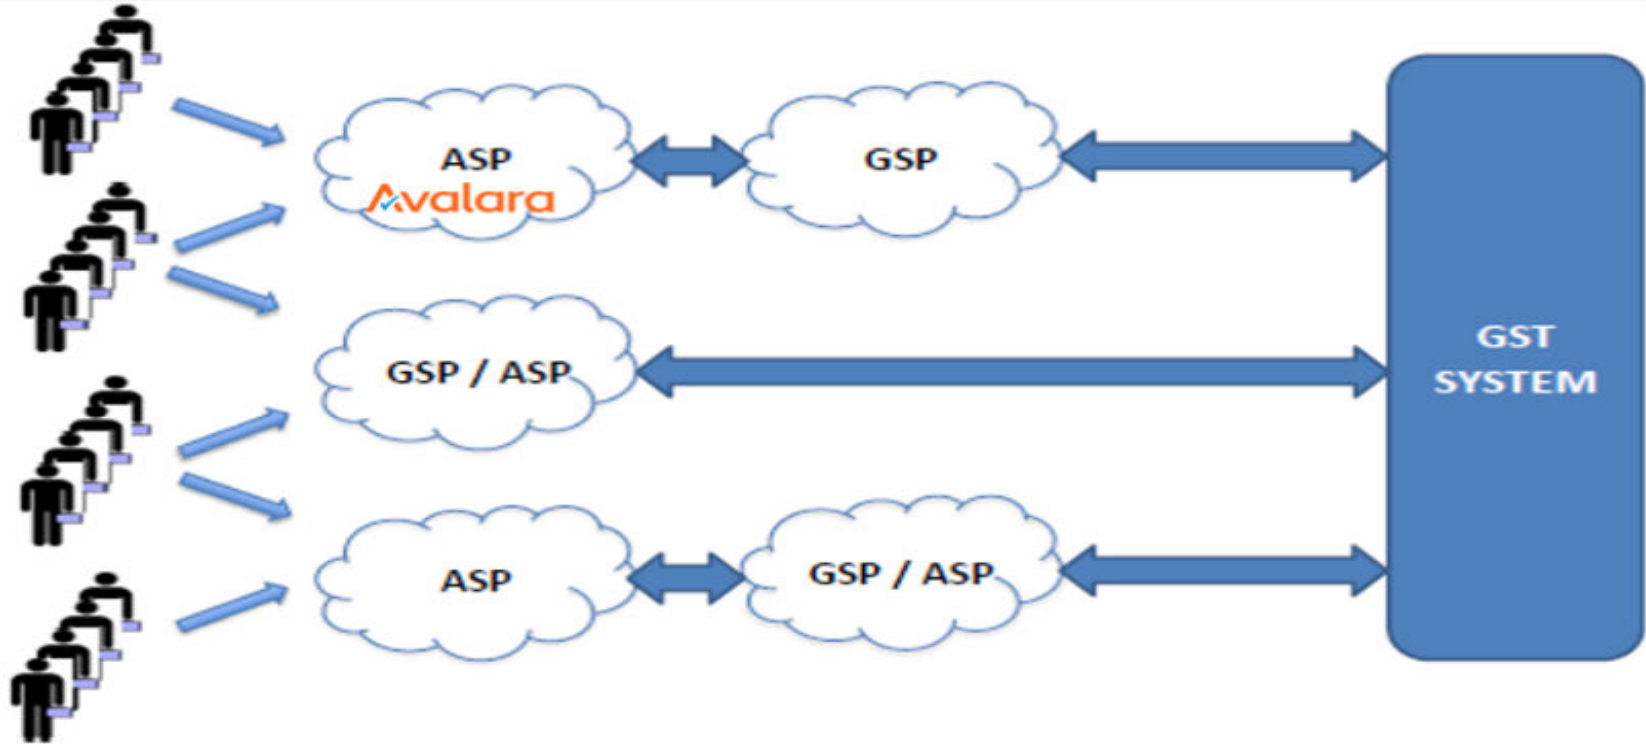 ASP
Avalara
GSP
GSP / ASP
GST
SYSTEM
ASP
GSP / ASP